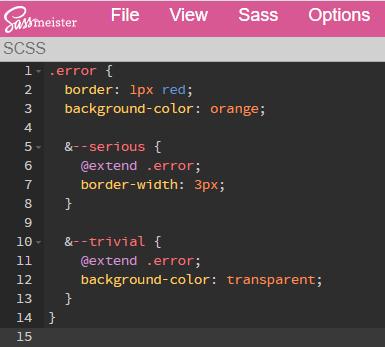 Sassmeister File View Sass Options
SCSS
1 .error {
2   border: 1px red;
3   background-color: orange;
4
5   &--serious {
6     @extend .error;
7     border-width: 3px;
8   }
9
10   &--trivial {
11     @extend .error;
12     background-color: transparent;
13   }
14 }
15